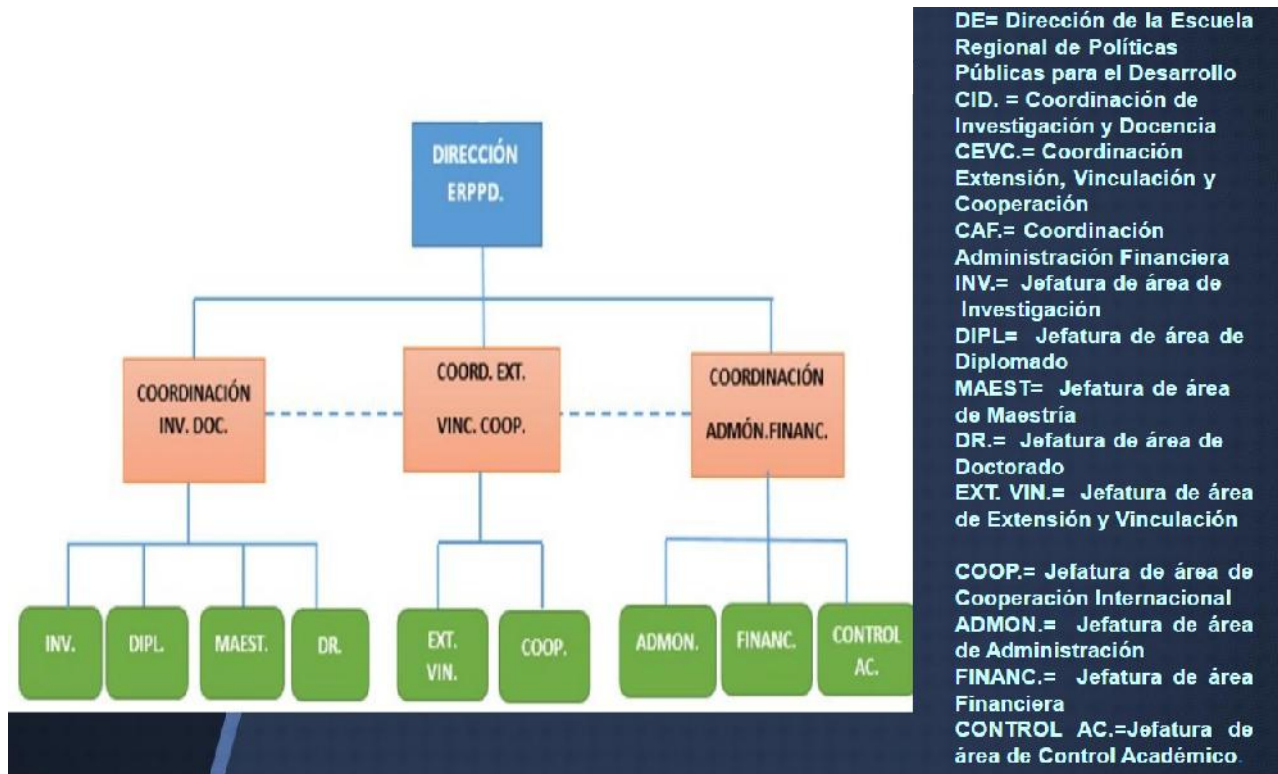 DIRECCIÓN
ERPPD.
COORDINACIÓN
INV. DOC.
COORD. EXT.
VINC. COOP.
COORDINACIÓN
ADMÓN.FINANC.
INV.
DIPL.
MAEST.
DR.
EXT.
VIN.
COOP.
ADMON.
FINANC.
CONTROL
AC.
DE= Dirección de la Escuela
Regional de Políticas
Públicas para el Desarrollo
CID. = Coordinación de
Investigación y Docencia
CEVC.= Coordinación
Extensión, Vinculación y
Cooperación
CAF.= Coordinación
Administración Financiera
INV.= Jefatura de área de
Investigación
DIPL= Jefatura de área de
Diplomado
MAEST= Jefatura de área
de Maestría
DR.= Jefatura de área de
Doctorado
EXT. VIN.= Jefatura de área
de Extensión y Vinculación
COOP.= Jefatura de área de
Cooperación Internacional
ADMON.= Jefatura de área
de Administración
FINANC.= Jefatura de área
Financiera
CONTROL AC.=Jefatura de
área de Control Académico.